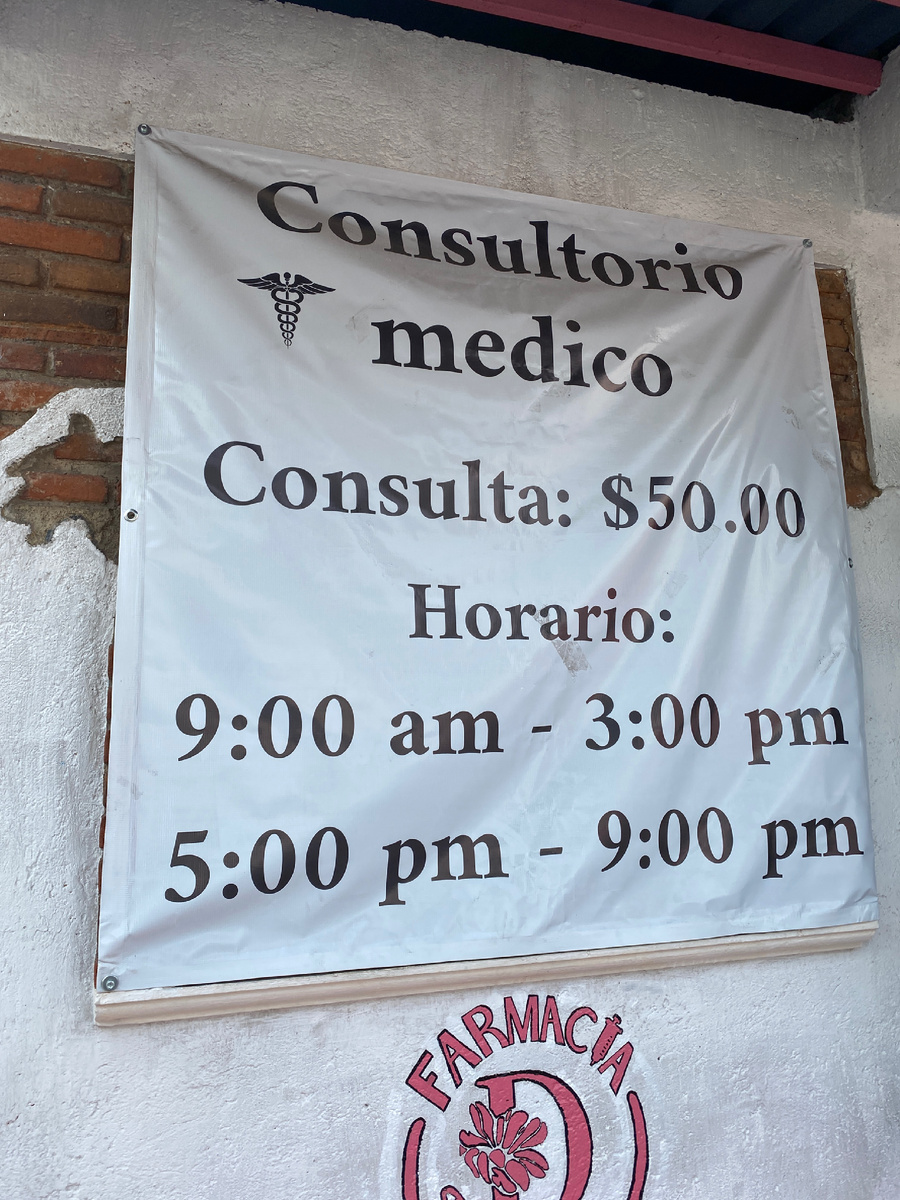 Consultorio
medico
Consulta: $50.00
Horario:
9:00 am - 3:00 pm
5:00 pm - 9:00 pm
FARMACIA
D